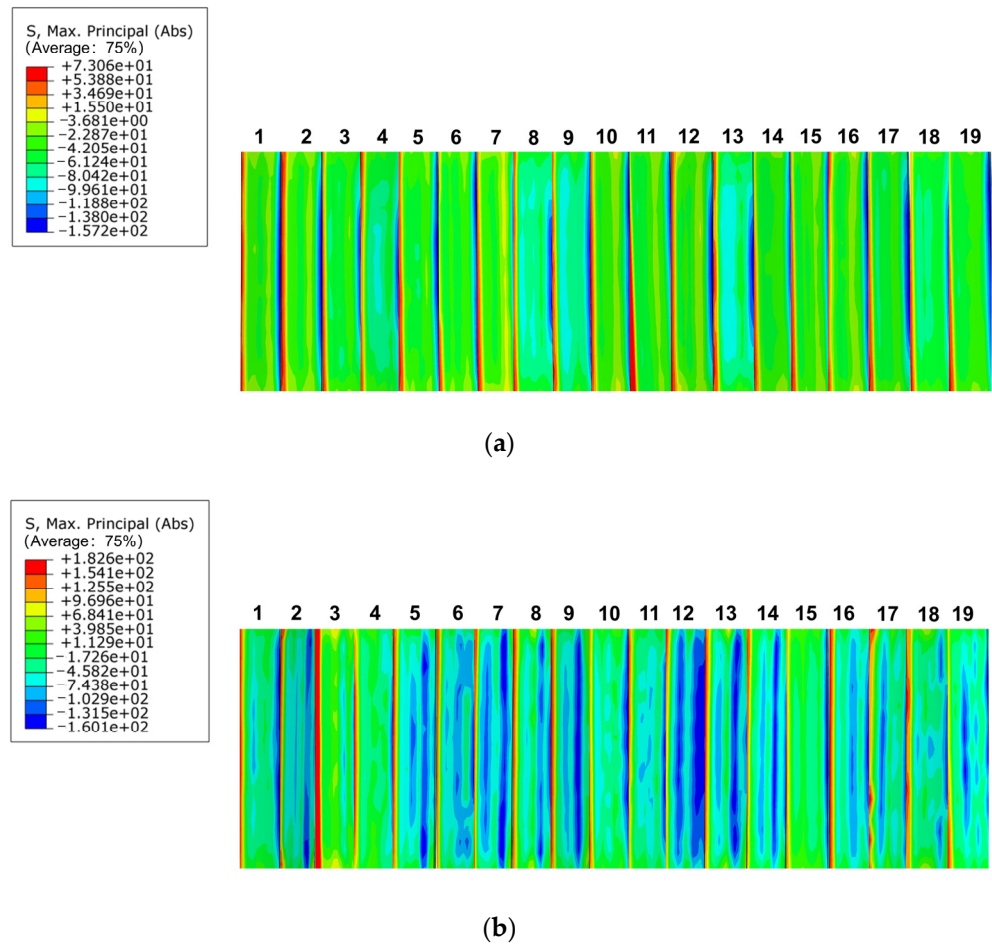 S, Max. Principal (Abs)
(Average: 75%)
+7.306e+01
+5.388e+01
+3.469e+01
+1.550e+01
−3.681e+00
−2.287e+01
−4.205e+01
−6.124e+01
−8.042e+01
−9.961e+01
−1.188e+02
−1.380e+02
−1.572e+02
1 2 3 4 5 6 7 8 9 10 11 12 13 14 15 16 17 18 19
(a)
S, Max. Principal (Abs)
(Average: 75%)
+1.826e+02
+1.541e+02
+1.255e+02
+9.696e+01
+6.841e+01
+3.985e+01
+1.129e+01
−1.726e+01
−4.582e+01
−7.438e+01
−1.029e+02
−1.315e+02
−1.601e+02
1 2 3 4 5 6 7 8 9 10 11 12 13 14 15 16 17 18 19
(b)